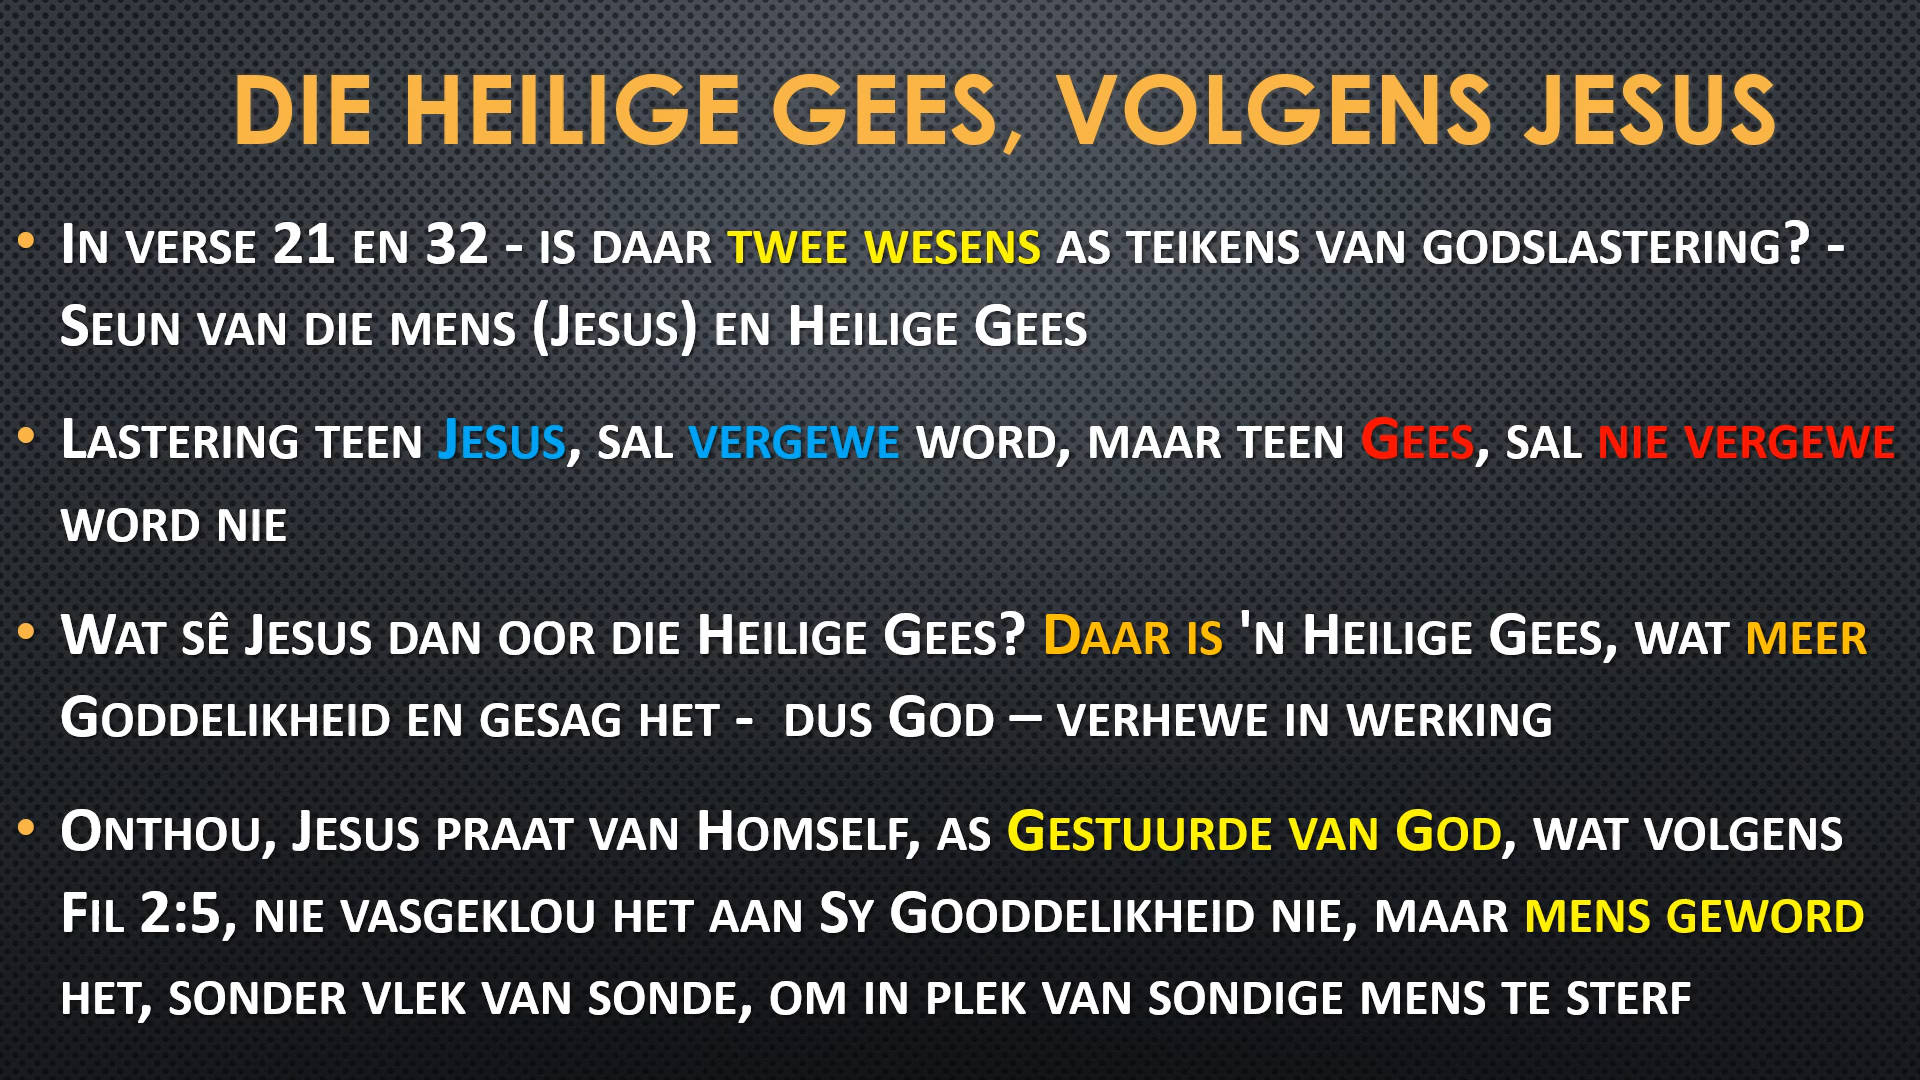 DIE HEILIGE GEES, VOLGENS JESUS
• In verse 21 en 32 - is daar twee wesens as teikens van godslastering? -
Seun van die mens (Jesus) en Heilige Gees
• Lastering teen Jesus, sal vergewe word, maar teen Gees, sal nie vergewe
word nie
• Wat sê Jesus dan oor die Heilige Gees? Daar is 'n Heilige Gees, wat meer
Goddelikheid en gesag het - dus God – verhewe in werking
• Onthou, Jesus praat van Homself, as Gestuurde van God, wat volgens
Fil 2:5, nie vasgeklou het aan Sy Gooddelikheid nie, maar mens geword
het, sonder vlek van sonde, om in plek van sondige mens te sterf